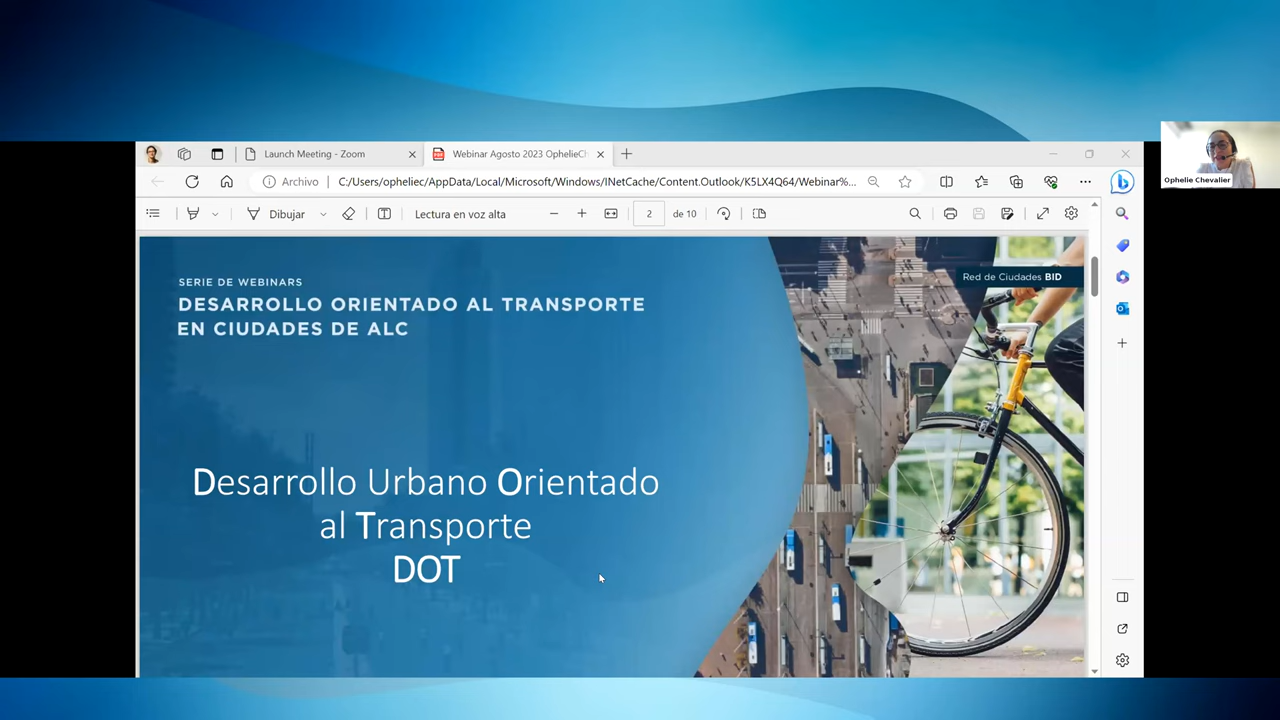 Launch Meeting - Zoom
Webinar Agosto 2023 OphelieCh
Archivo
C:/Users/opheliec/AppData/Local/Microsoft/Windows/INetCache/Content.Outlook/K5LX4Q64/Webinar%...
Dibujar
Lectura en voz alta
2
de 10
Ophelie Chevalier
SERIE DE WEBINARS
DESARROLLO ORIENTADO AL TRANSPORTE
EN CIUDADES DE ALC
Red de Ciudades BID
Desarrollo Urbano Orientado
al Transporte
DOT